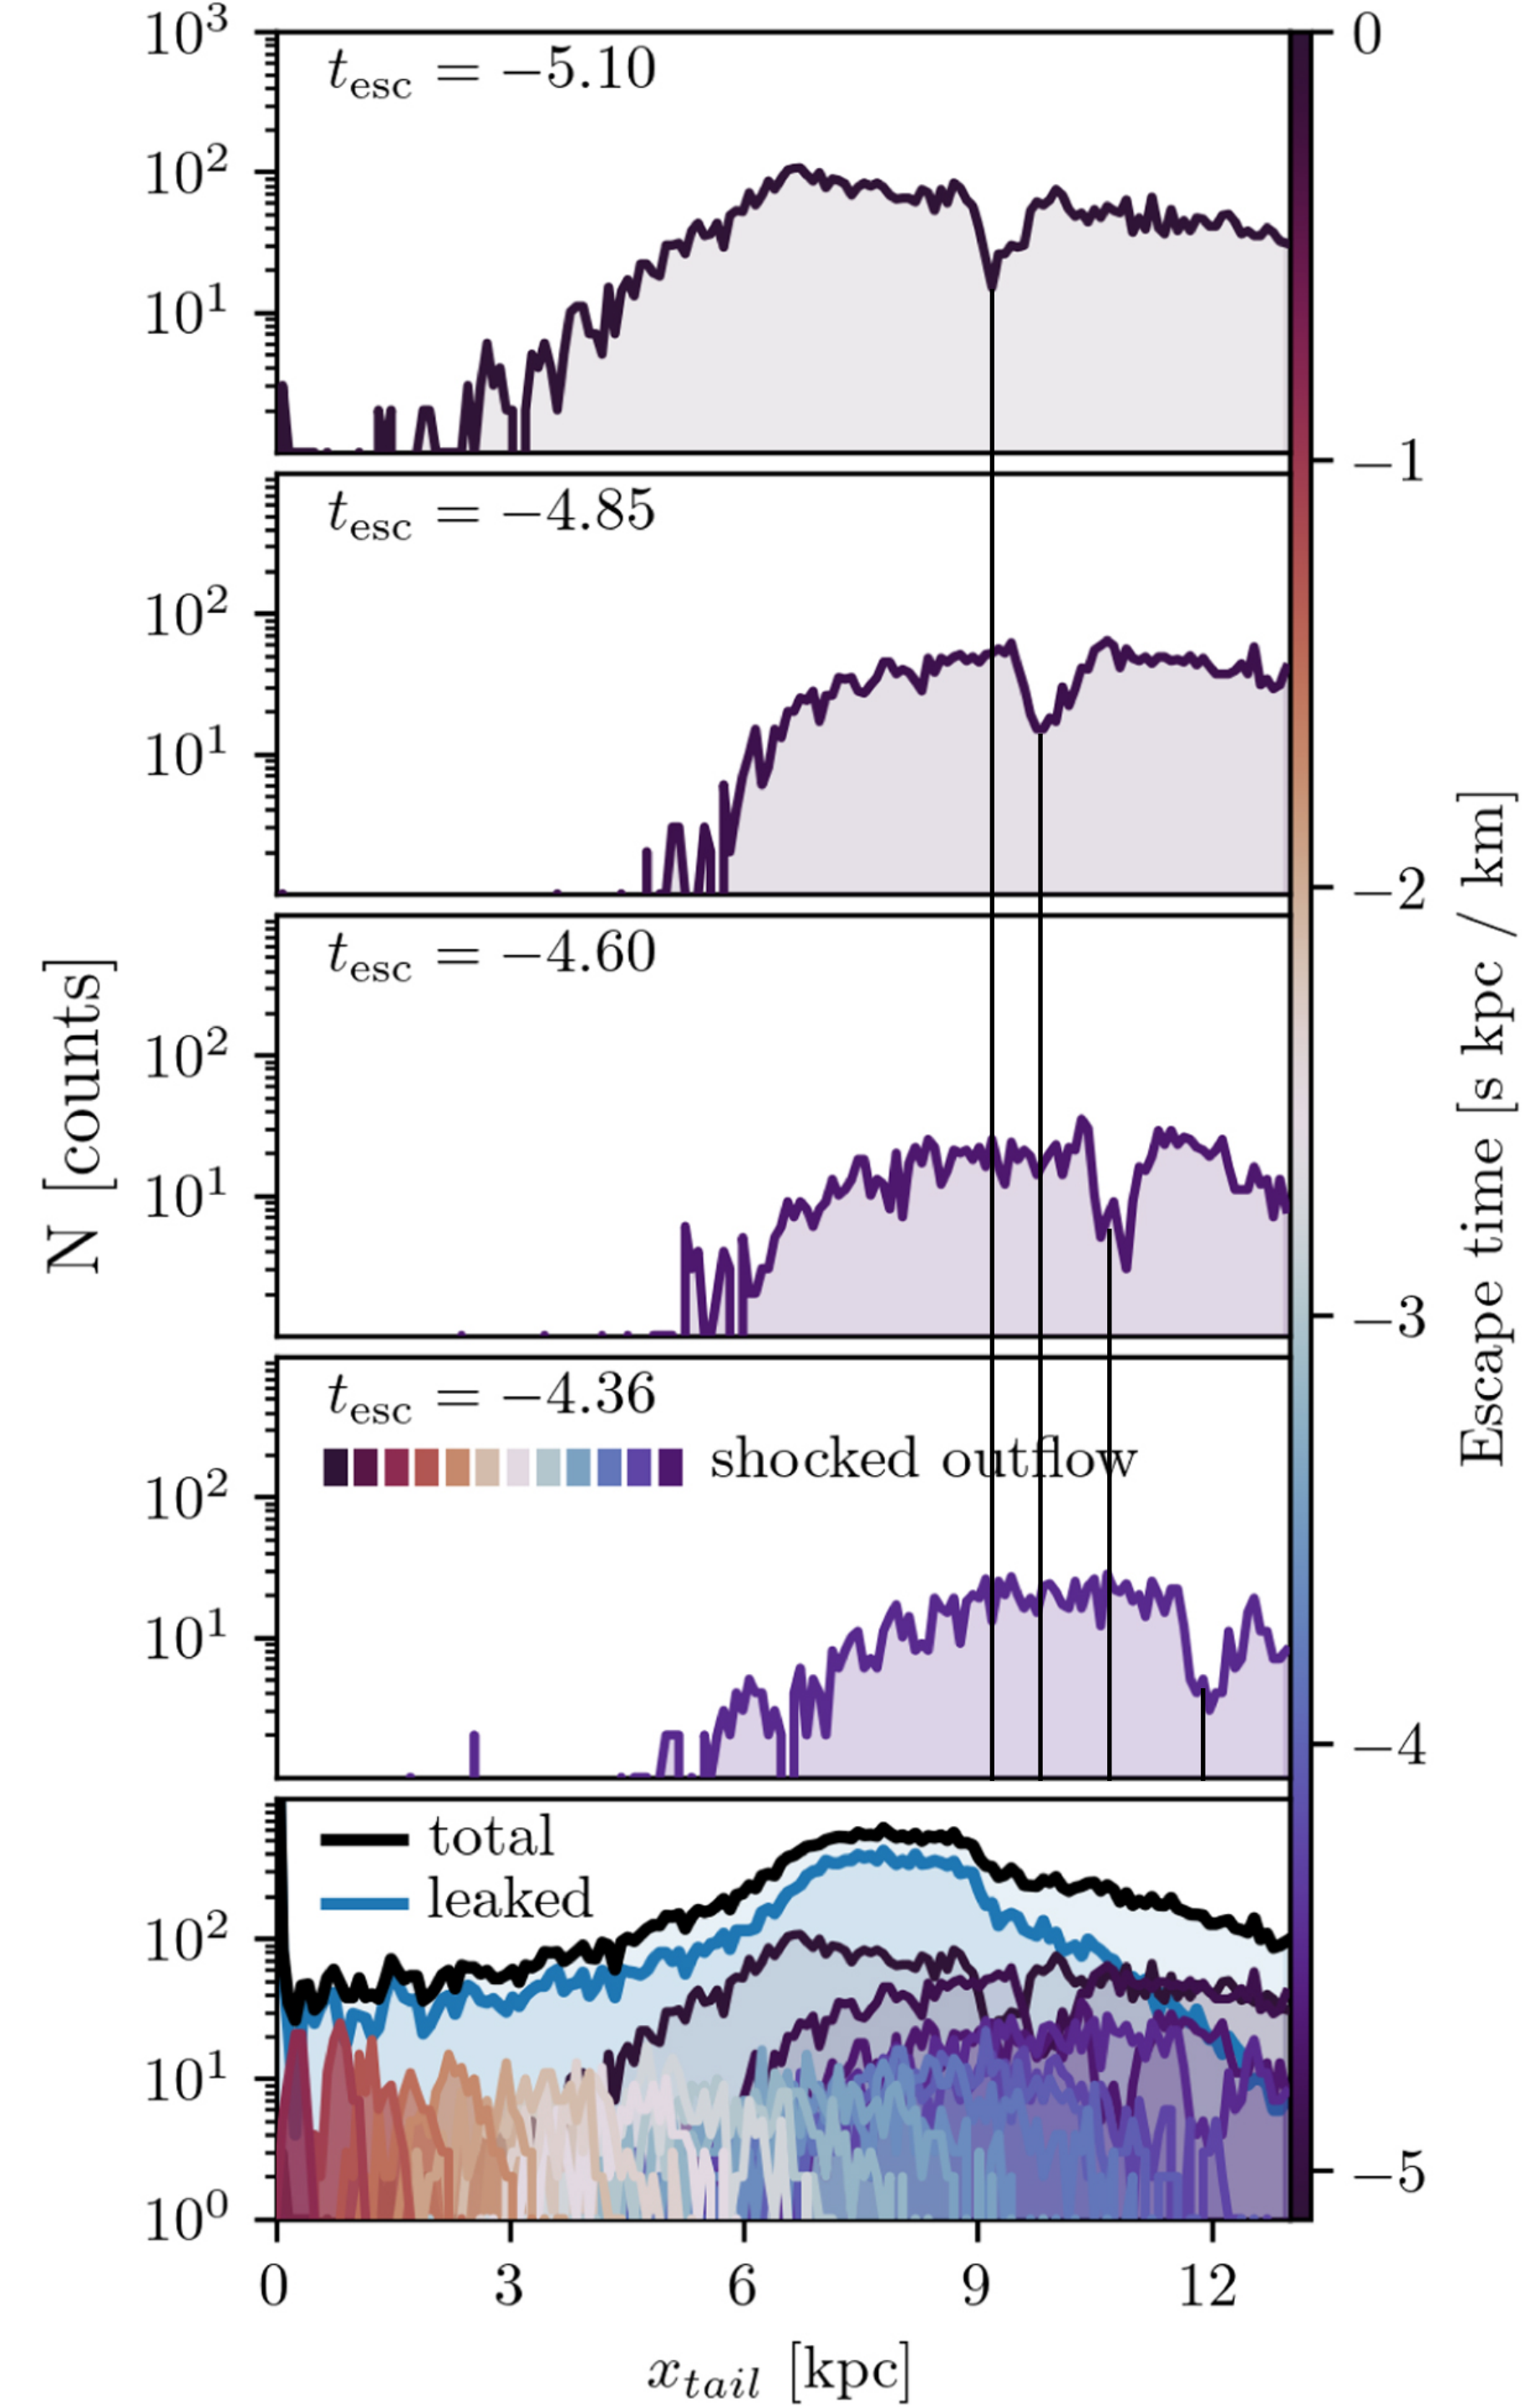 10³
t_esc = −5.10
10²
10¹
t_esc = −4.85
10²
10¹
t_esc = −4.60
10²
10¹
t_esc = −4.36
shocked outflow
10²
10¹
total
leaked
10²
10¹
10⁰
0 3 6 9 12
x_tail [kpc]
N [counts]
0
−1
−2
−3
−4
−5
Escape time [s kpc / km]